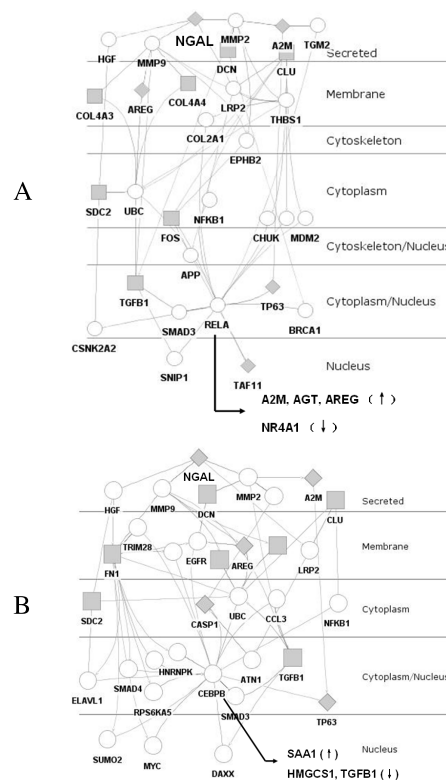 A
NGAL
MMP2
A2M
TGM2
Secreted
HGF
MMP9
DCN
CLU
Membrane
COL4A3
AREG
COL4A4
LRP2
THBS1
COL2A1
Cytoskeleton
EPHB2
Cytoplasm
SDC2
UBC
NFKB1
FOS
CHUK
MDM2
Cytoskeleton/Nucleus
APP
TGFB1
TP63
Cytoplasm/Nucleus
SMAD3
RELA
BRCA1
CSNK2A2
SNIP1
TAF11
Nucleus
A2M, AGT, AREG (↑)
NR4A1 (↓)
B
NGAL
HGF
MMP9
DCN
MMP2
A2M
CLU
Secreted
TRIM28
FN1
EGFR
AREG
LRP2
Membrane
SDC2
CASP1
UBC
CCL3
NFKB1
Cytoplasm
HNRNPK
ATN1
TGFB1
Cytoplasm/Nucleus
ELAVL1
SMAD4
RPS6KA5
CEBPB
SMAD3
TP63
SUMO2
MYC
DAXX
Nucleus
SAA1 (↑)
HMGCS1, TGFB1 (↓)